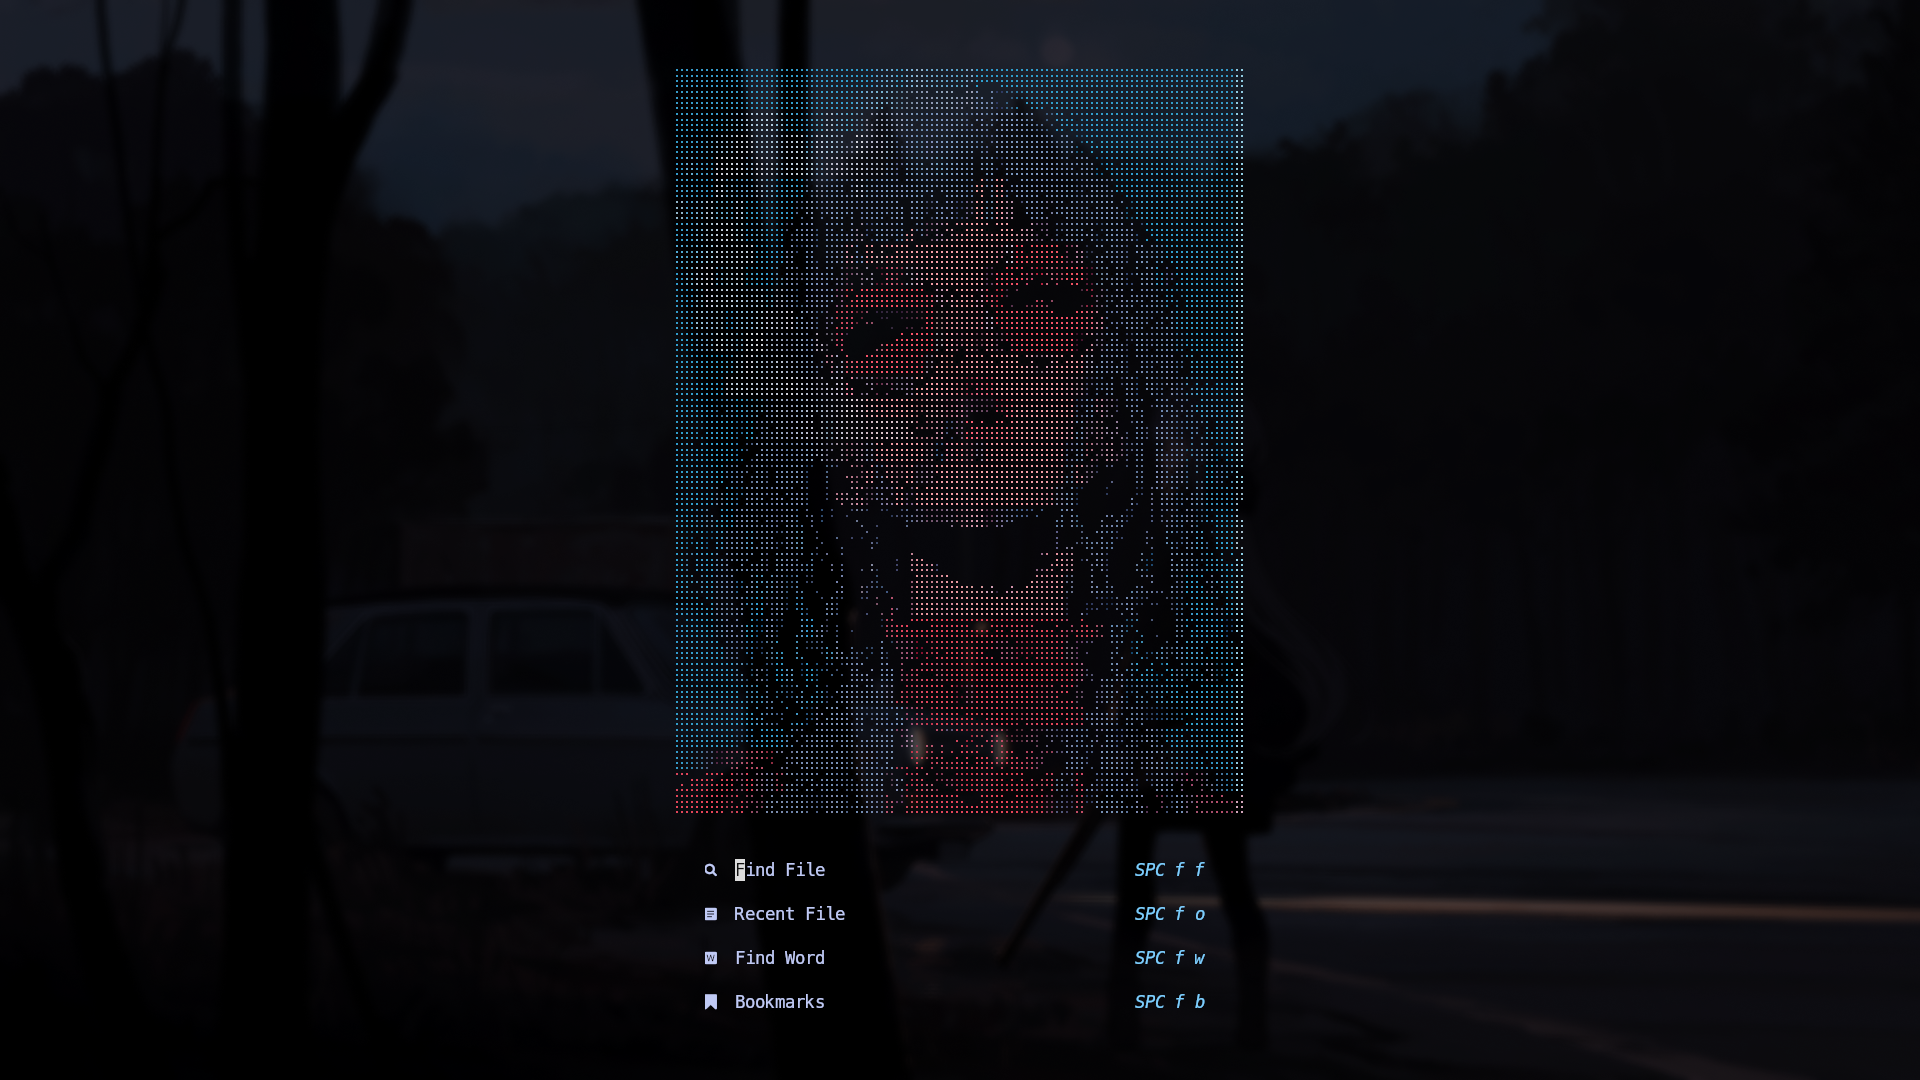 Find File SPC f f
Recent File SPC f o
Find Word SPC f w
Bookmarks SPC f b